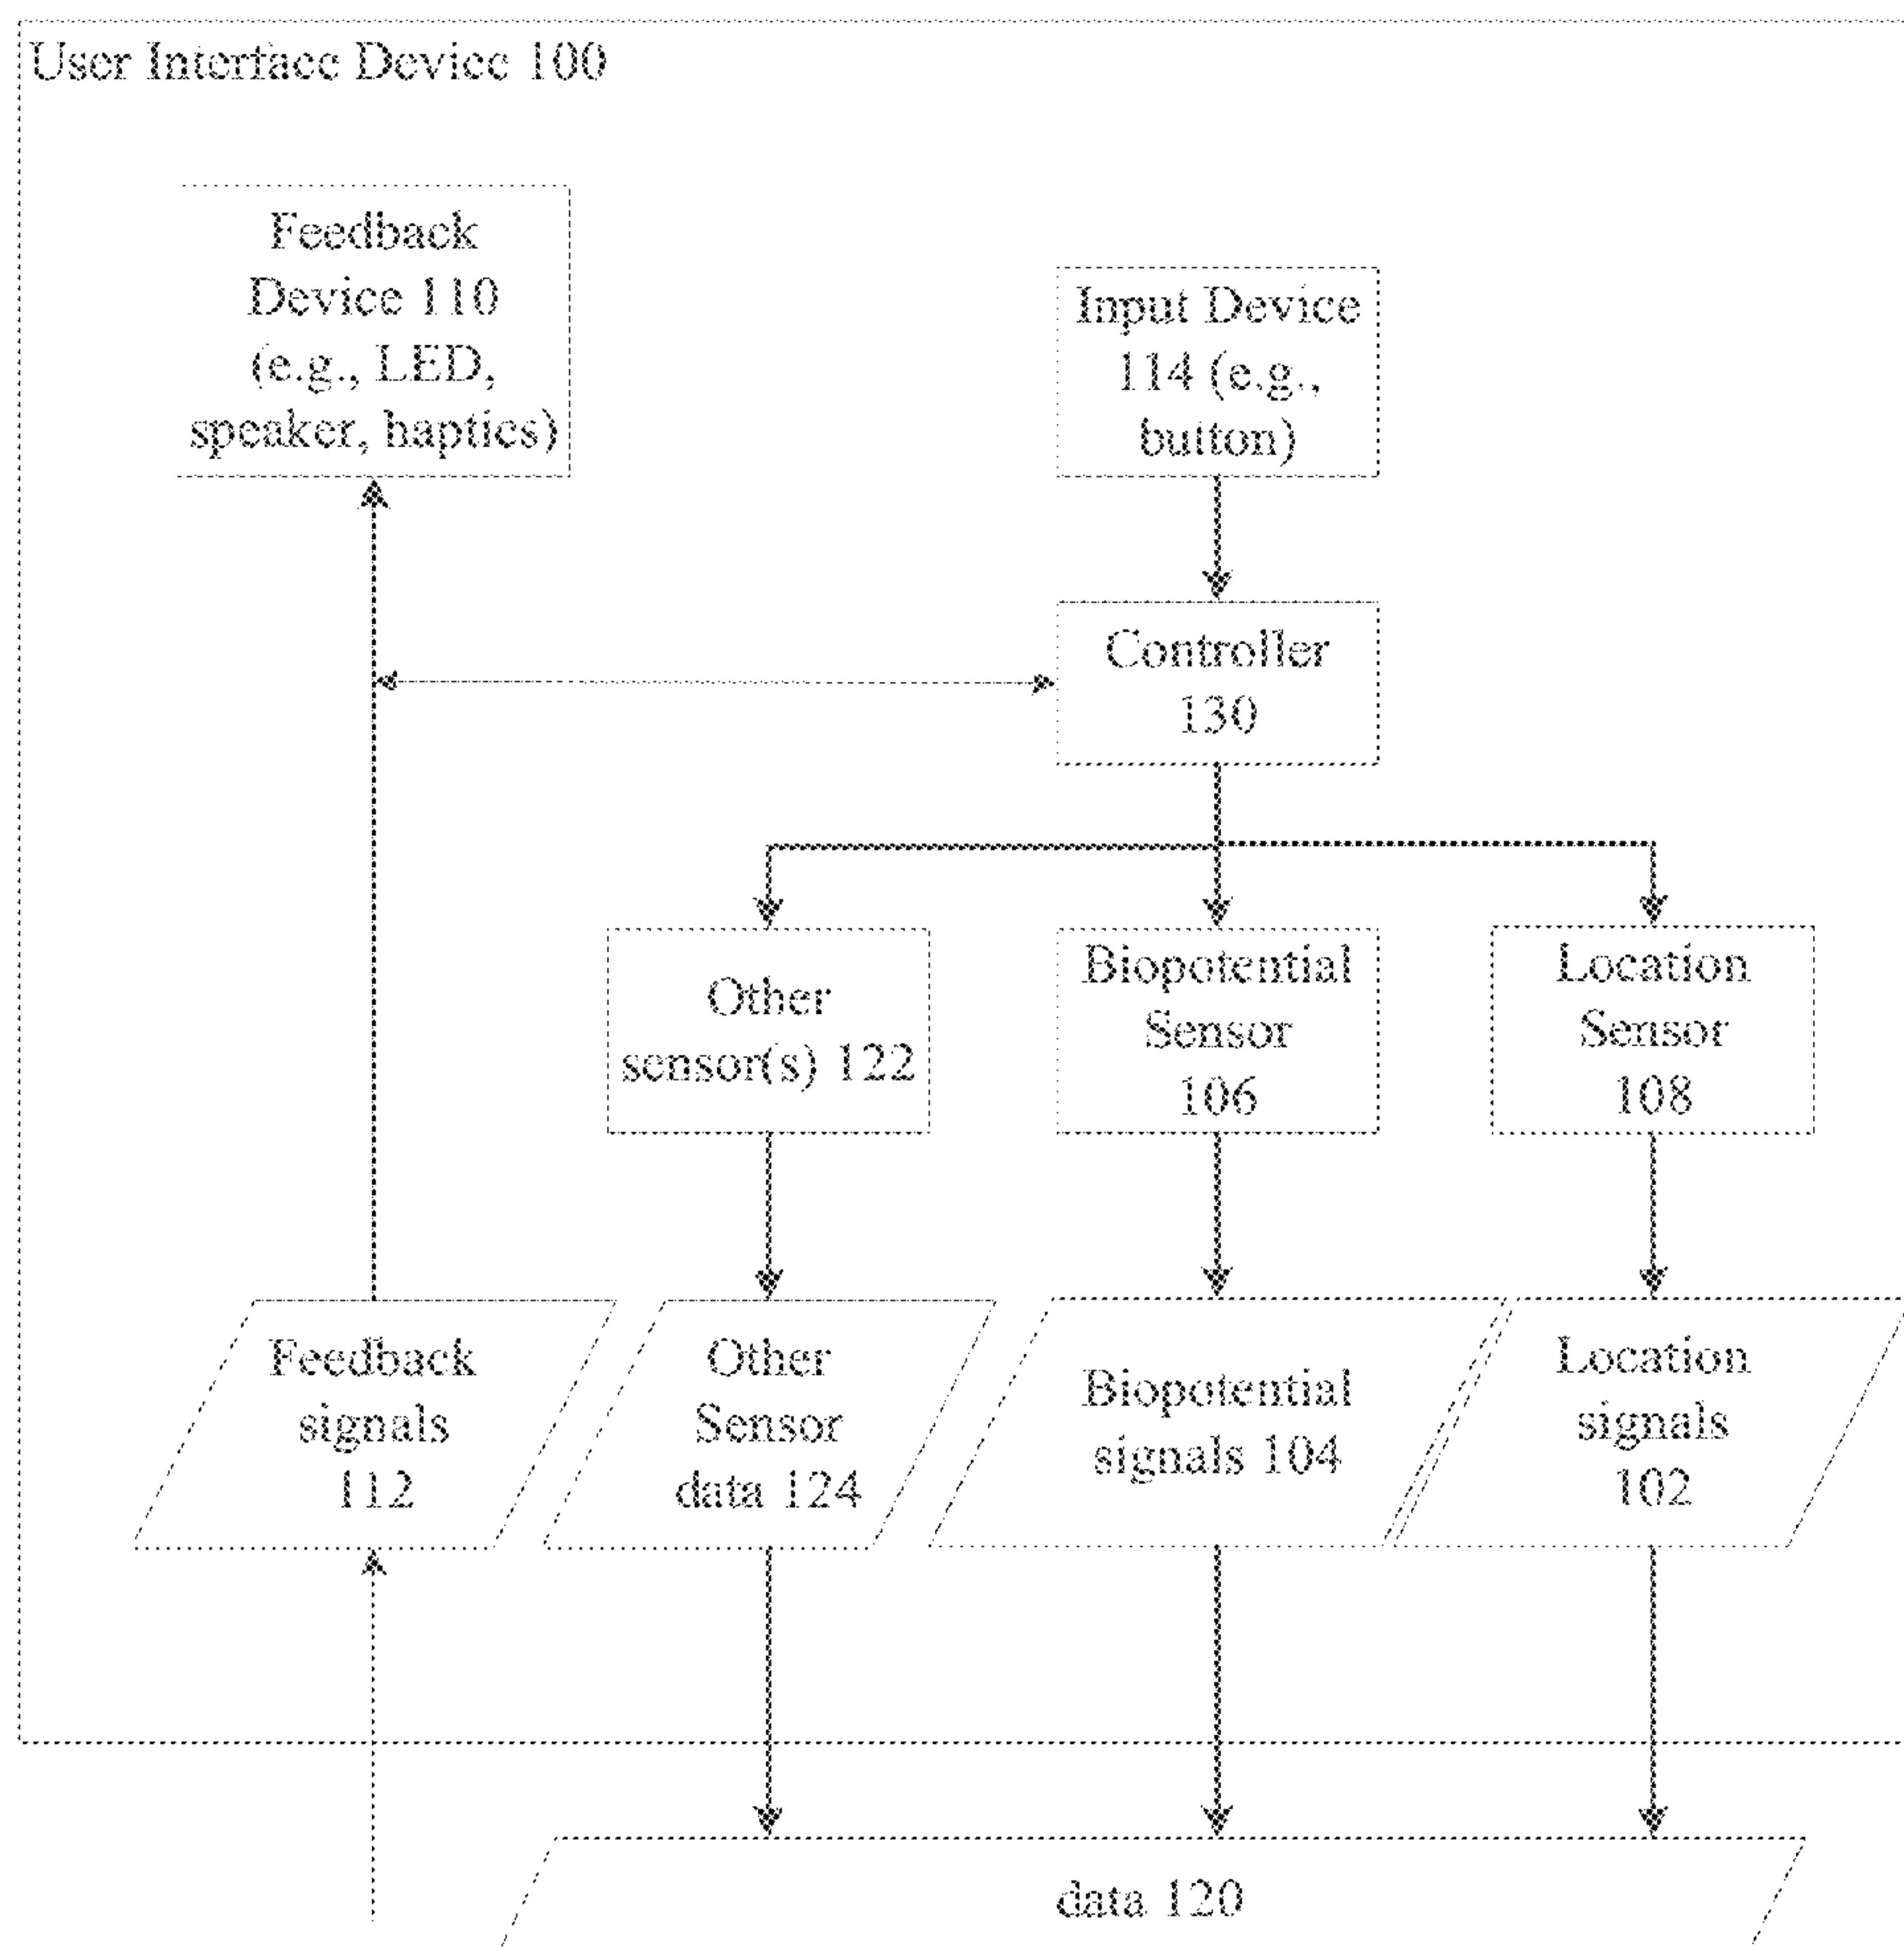 User Interface Device 100
Feedback
Device 110
(e.g., LED,
speaker, haptics)
Input Device
114 (e.g.,
button)
Controller
130
Other
sensor(s) 122
Biopotential
Sensor
106
Location
Sensor
108
Feedback
signals
112
Other
Sensor
data 124
Biopotential
signals 104
Location
signals
102
data 120